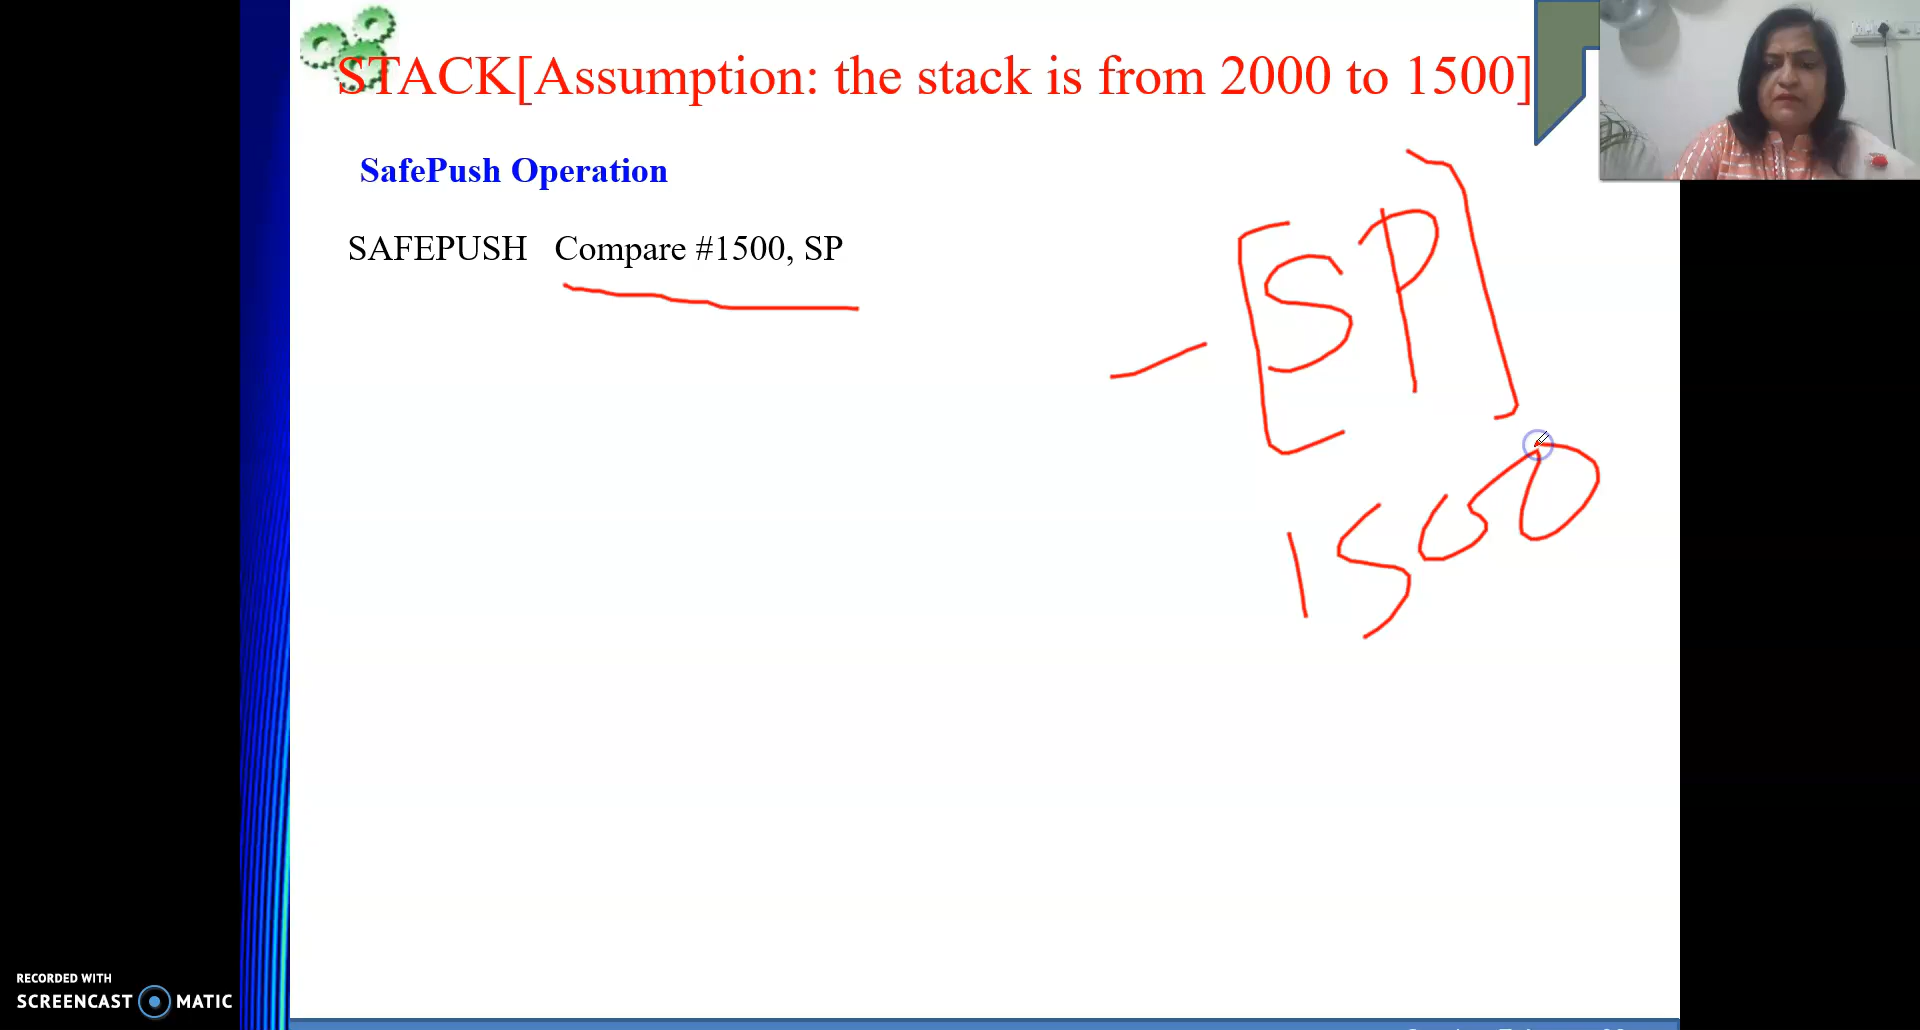 STACK[Assumption: the stack is from 2000 to 1500]
SafePush Operation
SAFEPUSH Compare #1500, SP
[SP]
1500
RECORDED WITH
SCREENCAST MATIC